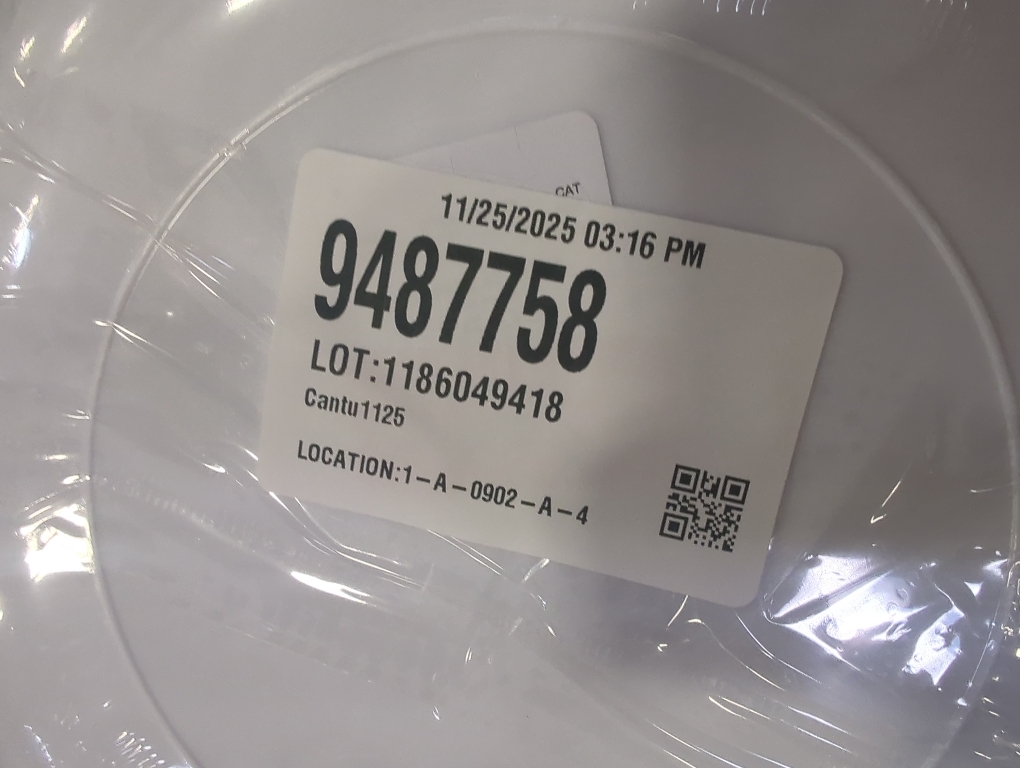 CAT
11/25/2025 03:16 PM
9487758
LOT:1186049418
Cantu1125
LOCATION:1-A-0902-A-4